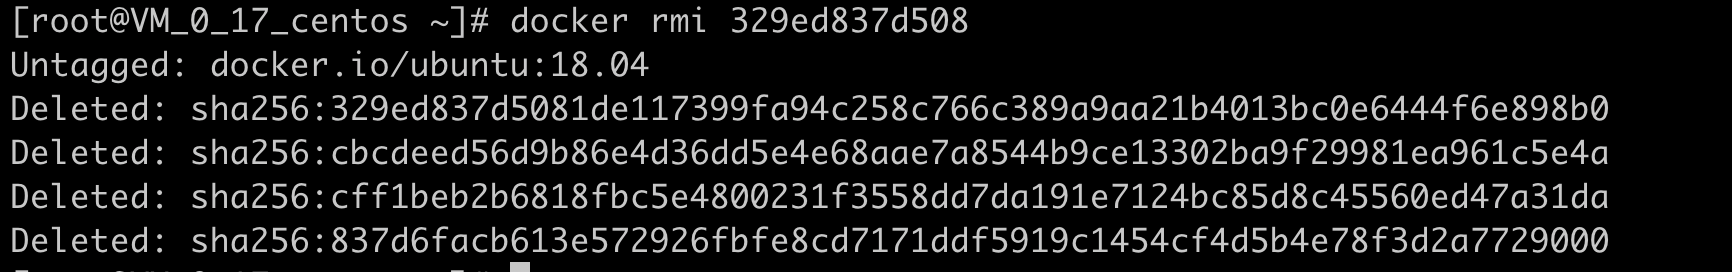 [root@VM_0_17_centos ~]# docker rmi 329ed837d508
Untagged: docker.io/ubuntu:18.04
Deleted: sha256:329ed837d5081de117399fa94c258c766c389a9aa21b4013bc0e6444f6e898b0
Deleted: sha256:cbcdeed56d9b86e4d36dd5e4e68aae7a8544b9ce13302ba9f29981ea961c5e4a
Deleted: sha256:cff1beb2b6818fbc5e4800231f3558dd7da191e7124bc85d8c45560ed47a31da
Deleted: sha256:837d6facb613e572926fbfe8cd7171ddf5919c1454cf4d5b4e78f3d2a7729000